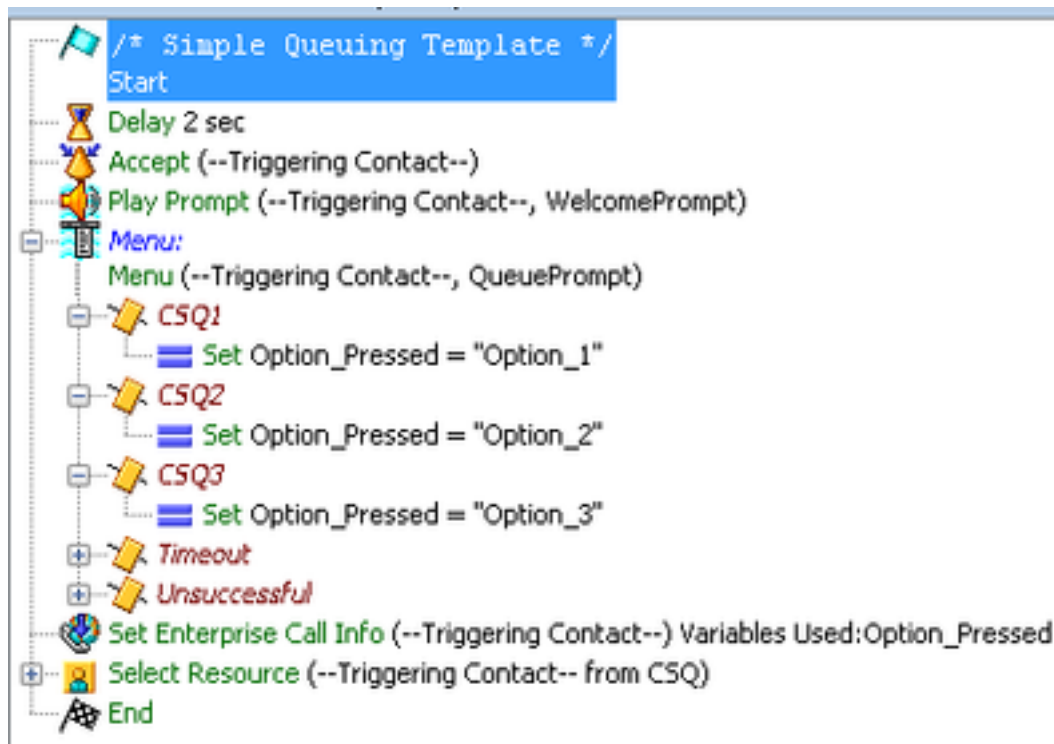 /* Simple Queuing Template */
Start
Delay 2 sec
Accept (--Triggering Contact--)
Play Prompt (--Triggering Contact--, WelcomePrompt)
Menu:
Menu (--Triggering Contact--, QueuePrompt)
CSQ1
Set Option_Pressed = "Option_1"
CSQ2
Set Option_Pressed = "Option_2"
CSQ3
Set Option_Pressed = "Option_3"
Timeout
Unsuccessful
Set Enterprise Call Info (--Triggering Contact--) Variables Used:Option_Pressed
Select Resource (--Triggering Contact-- from CSQ)
End